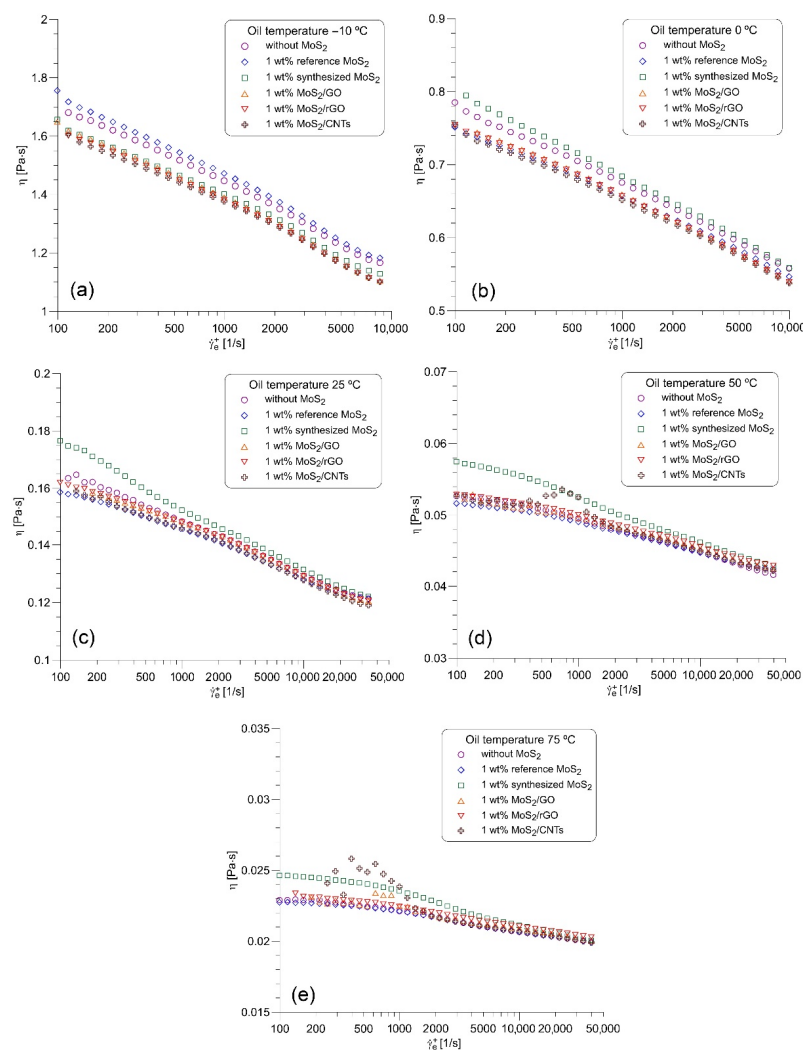 Oil temperature −10 ºC
without MoS₂
1 wt% reference MoS₂
1 wt% synthesized MoS₂
1 wt% MoS₂/GO
1 wt% MoS₂/rGO
1 wt% MoS₂/CNTs
2
1.8
1.6
1.4
1.2
1
η [Pa·s]
(a)
100 200 500 1000 2000 5000 10,000
γ̇ₑ⁺ [1/s]
Oil temperature 0 ºC
without MoS₂
1 wt% reference MoS₂
1 wt% synthesized MoS₂
1 wt% MoS₂/GO
1 wt% MoS₂/rGO
1 wt% MoS₂/CNTs
0.9
0.8
0.7
0.6
0.5
η [Pa·s]
(b)
100 200 500 1000 2000 5000 10,000
γ̇ₑ⁺ [1/s]
Oil temperature 25 ºC
without MoS₂
1 wt% reference MoS₂
1 wt% synthesized MoS₂
1 wt% MoS₂/GO
1 wt% MoS₂/rGO
1 wt% MoS₂/CNTs
0.2
0.18
0.16
0.14
0.12
0.1
η [Pa·s]
(c)
100 200 500 1000 2000 5000 10,000 50,000
γ̇ₑ⁺ [1/s]
Oil temperature 50 ºC
without MoS₂
1 wt% reference MoS₂
1 wt% synthesized MoS₂
1 wt% MoS₂/GO
1 wt% MoS₂/rGO
1 wt% MoS₂/CNTs
0.07
0.06
0.05
0.04
0.03
η [Pa·s]
(d)
100 200 500 1000 2000 5000 10,000 50,000
γ̇ₑ⁺ [1/s]
Oil temperature 75 ºC
without MoS₂
1 wt% reference MoS₂
1 wt% synthesized MoS₂
1 wt% MoS₂/GO
1 wt% MoS₂/rGO
1 wt% MoS₂/CNTs
0.035
0.03
0.025
0.02
0.015
η [Pa·s]
(e)
100 200 500 1000 2000 5000 10,000 50,000
γ̇ₑ⁺ [1/s]